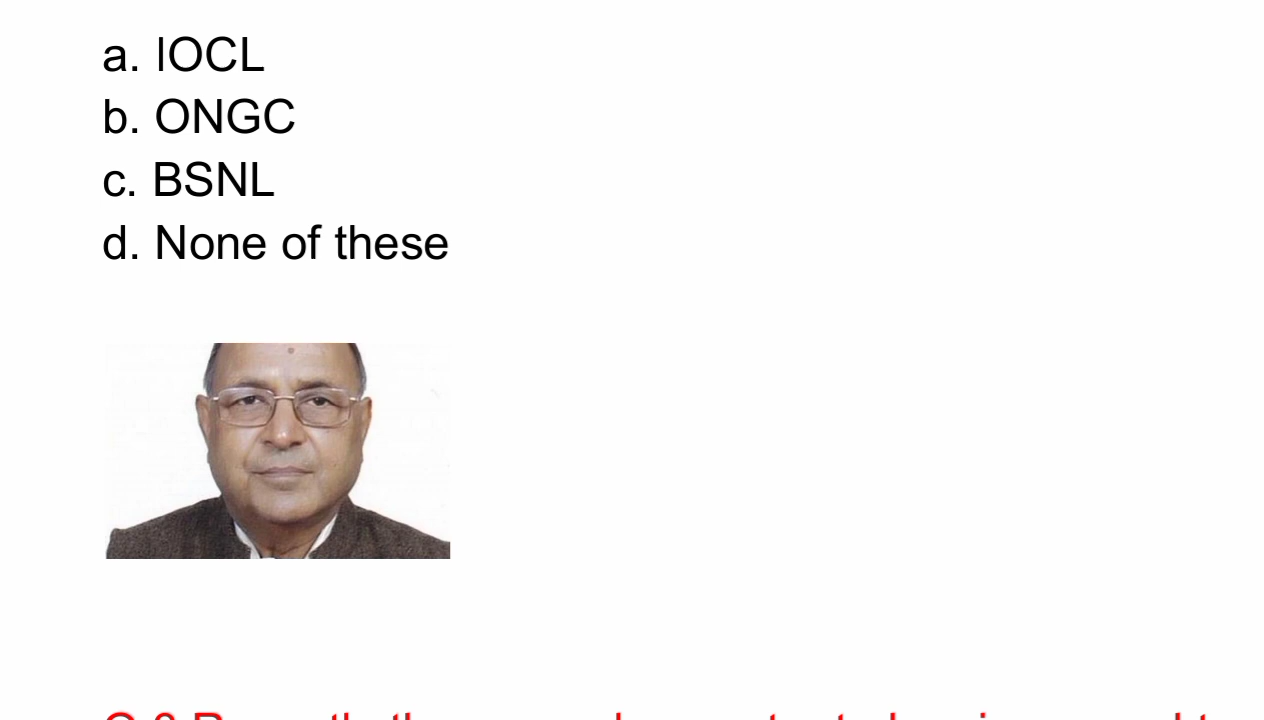 a. IOCL
b. ONGC
c. BSNL
d. None of these